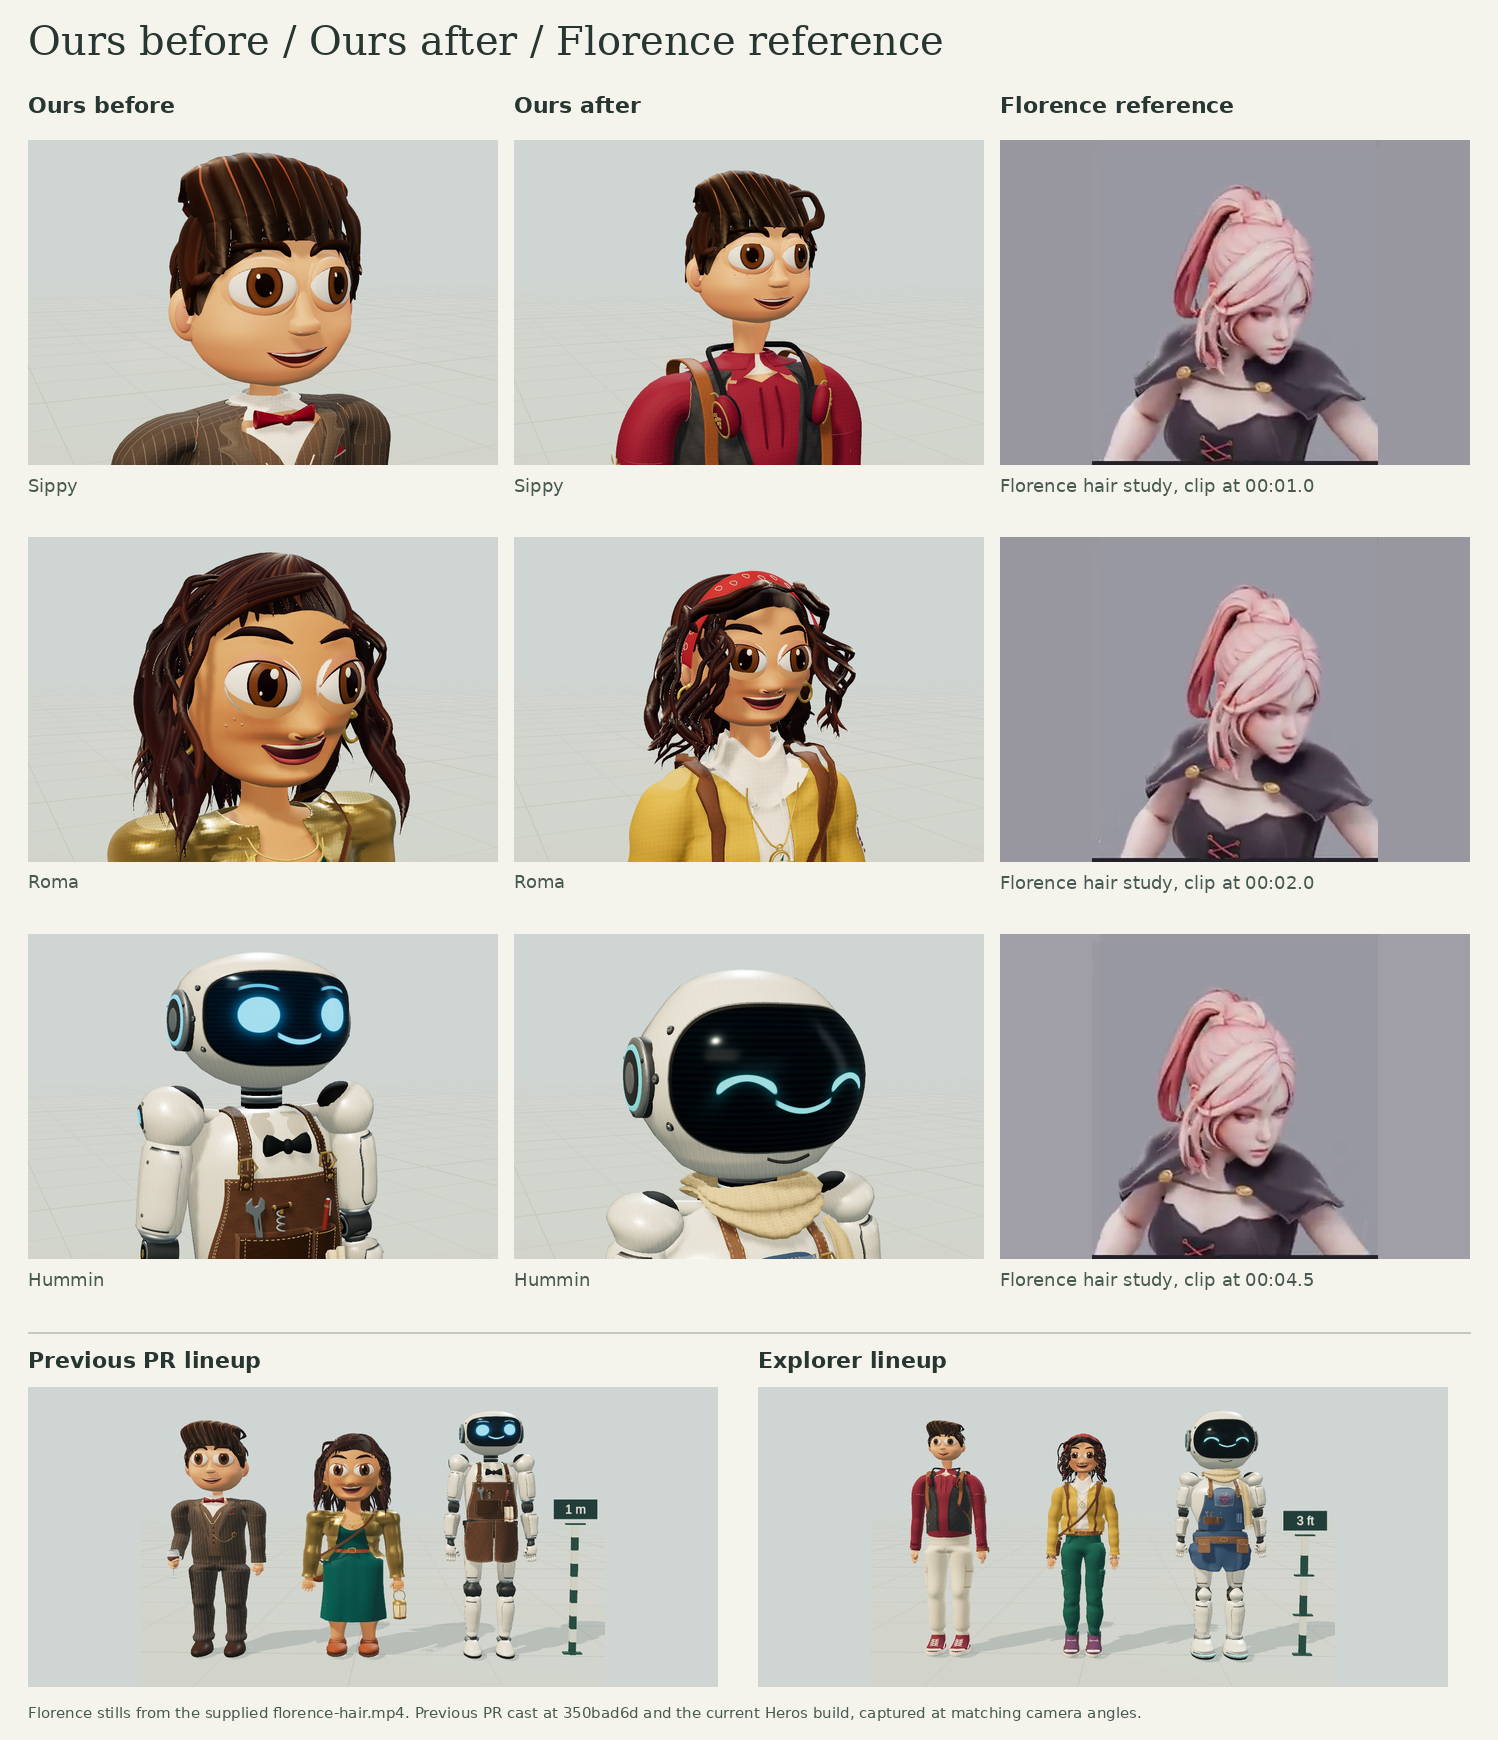 Ours before / Ours after / Florence reference
Ours before
Ours after
Florence reference
Sippy
Sippy
Florence hair study, clip at 00:01.0
Roma
Roma
Florence hair study, clip at 00:02.0
Hummin
Hummin
Florence hair study, clip at 00:04.5
Previous PR lineup
Explorer lineup
1 m
3 ft
Florence stills from the supplied florence-hair.mp4. Previous PR cast at 350bad6d and the current Heros build, captured at matching camera angles.